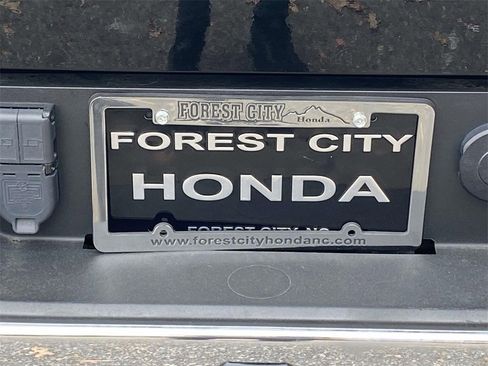 FOREST CITY
Honda
FOREST CITY
HONDA
FOREST CITY, NC
www.forestcityhondanc.com